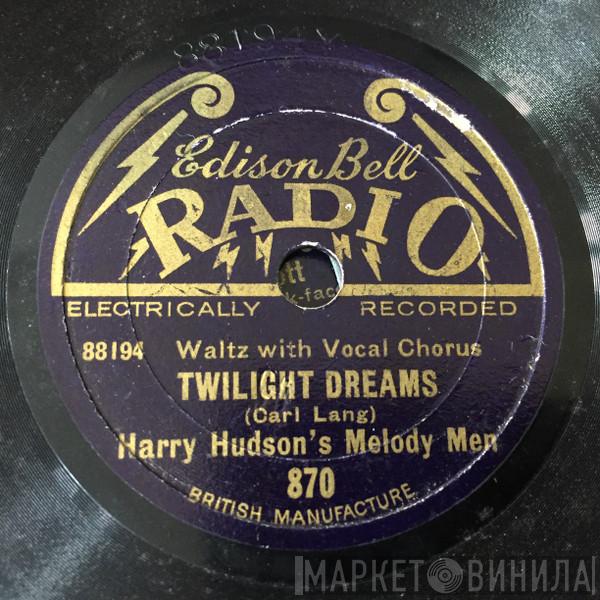 88194X
Edison Bell
RADIO
ELECTRICALLY RECORDED
88194 Waltz with Vocal Chorus
TWILIGHT DREAMS
(Carl Lang)
Harry Hudson's Melody Men
870
BRITISH MANUFACTURE
МАРКЕТ ВИНИЛА